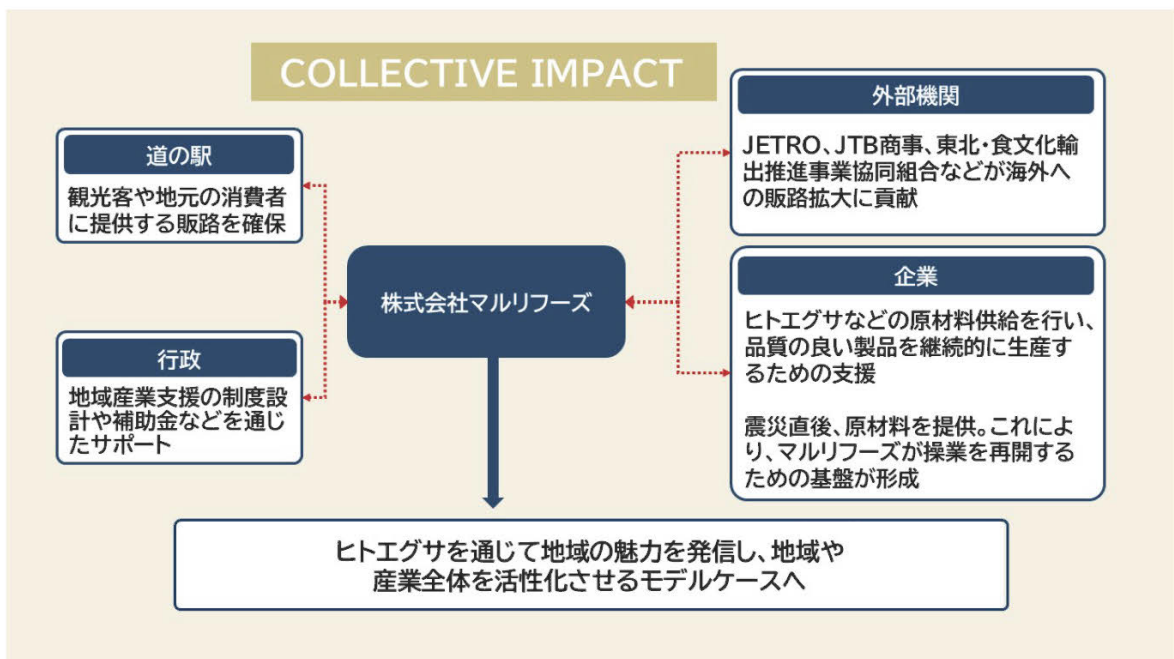 COLLECTIVE IMPACT
道の駅
観光客や地元の消費者
に提供する販路を確保
行政
地域産業支援の制度設
計や補助金などを通じ
たサポート
株式会社マルリフーズ
外部機関
JETRO、JTB商事、東北・食文化輸
出推進事業協同組合などが海外へ
の販路拡大に貢献
企業
ヒトエグサなどの原材料供給を行い、
品質の良い製品を継続的に生産す
るための支援
震災直後、原材料を提供。これによ
り、マルリフーズが操業を再開する
ための基盤が形成
ヒトエグサを通じて地域の魅力を発信し、地域や
産業全体を活性化させるモデルケースへ